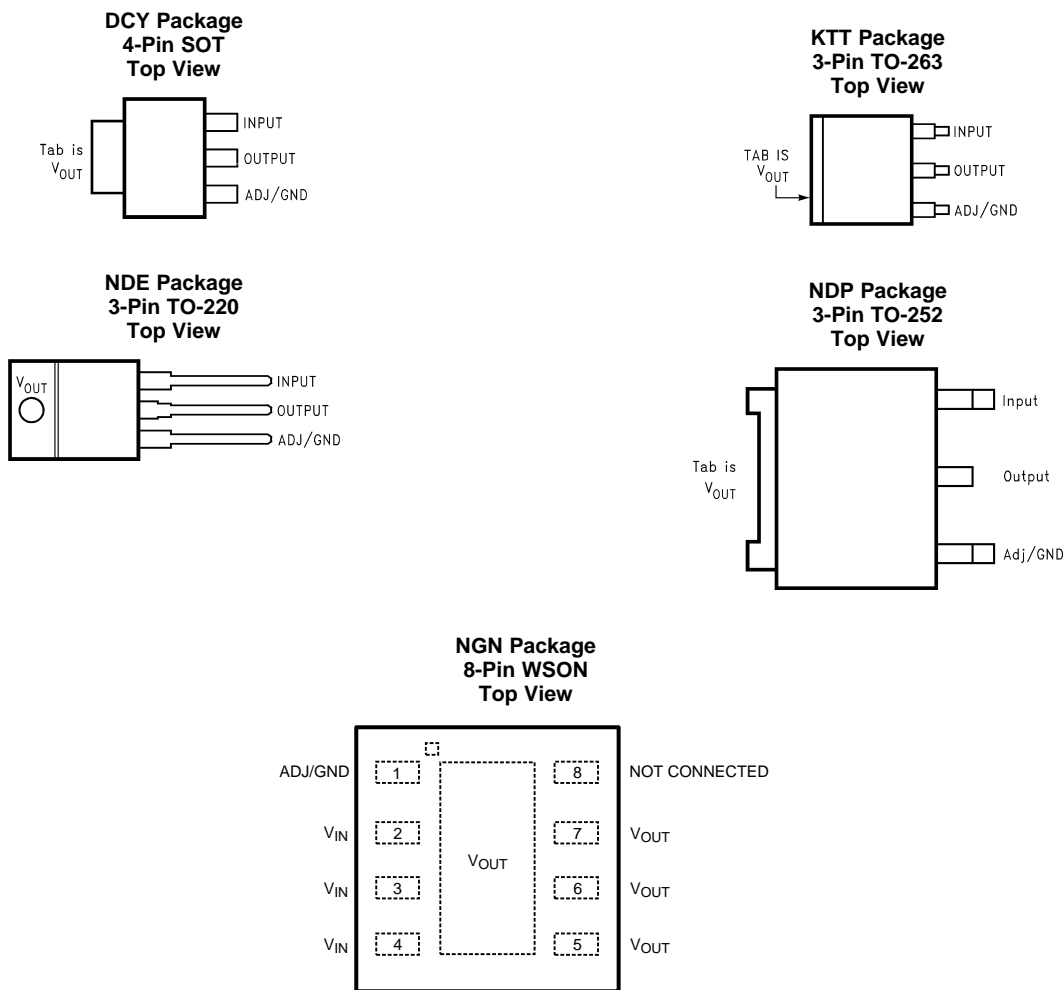 DCY Package
4-Pin SOT
Top View
Tab is
VOUT
INPUT
OUTPUT
ADJ/GND
KTT Package
3-Pin TO-263
Top View
TAB IS
VOUT
INPUT
OUTPUT
ADJ/GND
NDE Package
3-Pin TO-220
Top View
VOUT
INPUT
OUTPUT
ADJ/GND
NDP Package
3-Pin TO-252
Top View
Tab is
VOUT
Input
Output
Adj/GND
NGN Package
8-Pin WSON
Top View
ADJ/GND 1 8 NOT CONNECTED
VIN 2 7 VOUT
VOUT
VIN 3 6 VOUT
VIN 4 5 VOUT